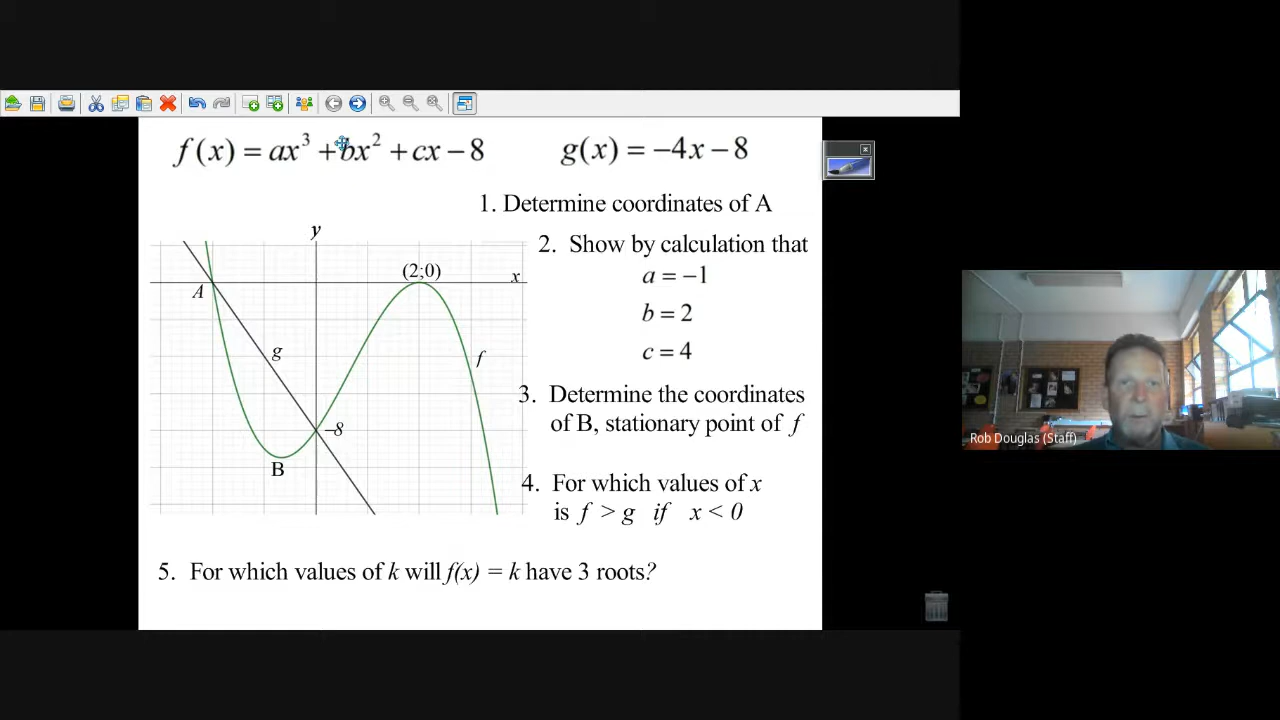 f(x) = ax³ + bx² + cx − 8
g(x) = −4x − 8
1. Determine coordinates of A
2. Show by calculation that
a = −1
b = 2
c = 4
3. Determine the coordinates
of B, stationary point of f
4. For which values of x
is f > g if x < 0
y
(2;0)
x
A
g
f
−8
B
5. For which values of k will f(x) = k have 3 roots?
Rob Douglas (Staff)